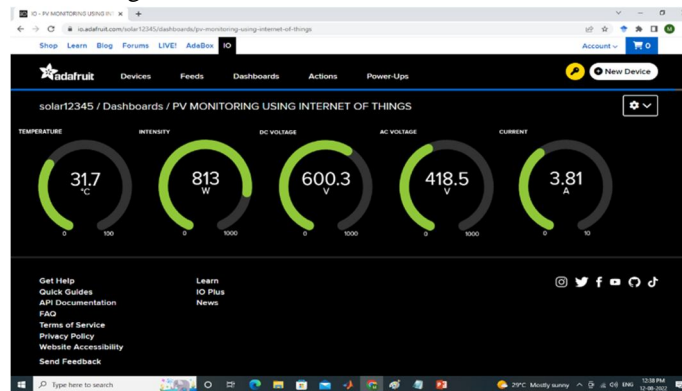 IO - PV MONITORING USING INT
io.adafruit.com/solar12345/dashboards/pv-monitoring-using-internet-of-things
Shop Learn Blog Forums LIVE! AdaBox IO Account 0
adafruit Devices Feeds Dashboards Actions Power-Ups New Device
solar12345 / Dashboards / PV MONITORING USING INTERNET OF THINGS
TEMPERATURE INTENSITY DC VOLTAGE AC VOLTAGE CURRENT
31.7 813 600.3 418.5 3.81
°C W V V A
0 100 0 1000 0 1000 0 1000 0 10
Get Help Learn
Quick Guides IO Plus
API Documentation News
FAQ
Terms of Service
Privacy Policy
Website Accessibility
Send Feedback
Type here to search 29°C Mostly sunny ENG 12:38 PM
12-08-2022